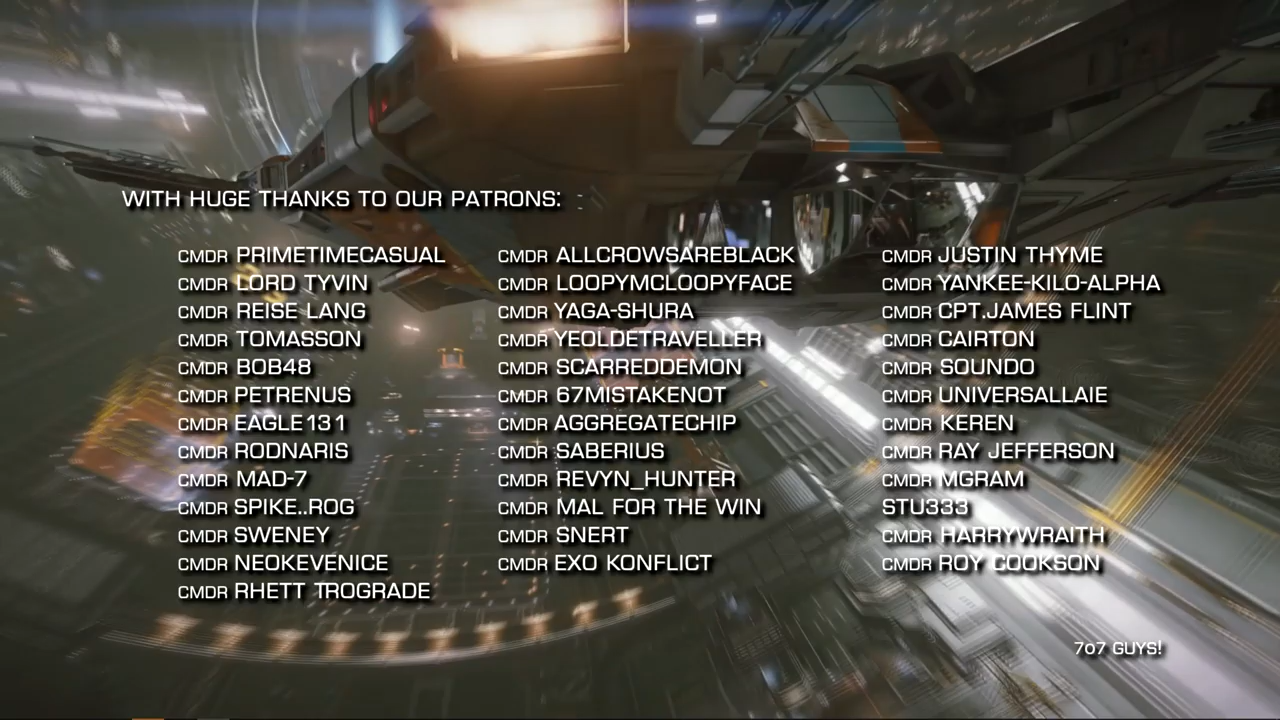 WITH HUGE THANKS TO OUR PATRONS:
CMDR PRIMETIMECASUAL
CMDR LORD TYVIN
CMDR REISE LANG
CMDR TOMASSON
CMDR BOB48
CMDR PETRENUS
CMDR EAGLE131
CMDR RODNARIS
CMDR MAD-7
CMDR SPIKE..ROG
CMDR SWENEY
CMDR NEOKEVENICE
CMDR RHETT TROGRADE
CMDR ALLCROWSAREBLACK
CMDR LOOPYMCLOOPYFACE
CMDR YAGA-SHURA
CMDR YEOLDETRAVELLER
CMDR SCARREDDEMON
CMDR 67MISTAKENOT
CMDR AGGREGATECHIP
CMDR SABERIUS
CMDR REVYN_HUNTER
CMDR MAL FOR THE WIN
CMDR SNERT
CMDR EXO KONFLICT
CMDR JUSTIN THYME
CMDR YANKEE-KILO-ALPHA
CMDR CPT.JAMES FLINT
CMDR CAIRTON
CMDR SOUNDO
CMDR UNIVERSALLAIE
CMDR KEREN
CMDR RAY JEFFERSON
CMDR MGRAM
STU333
CMDR HARRYWRAITH
CMDR ROY COOKSON
7o7 GUYS!